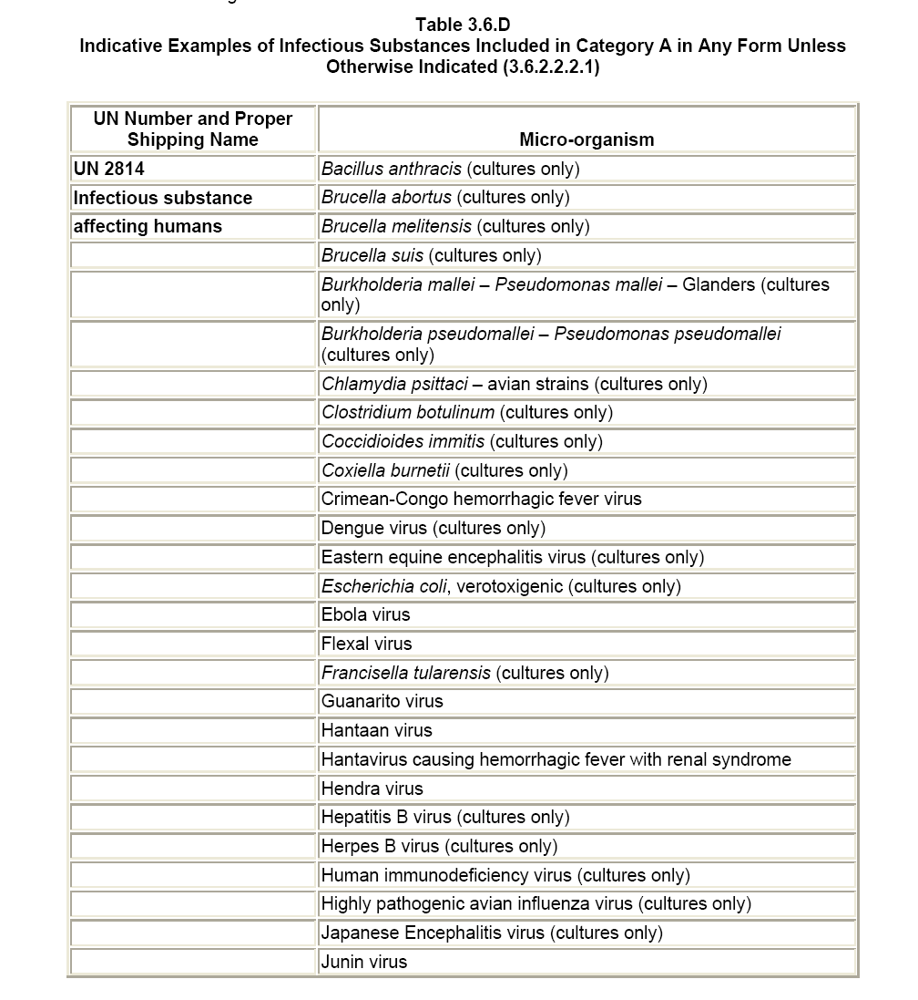 Table 3.6.D
Indicative Examples of Infectious Substances Included in Category A in Any Form Unless
Otherwise Indicated (3.6.2.2.2.1)
UN Number and Proper
Shipping Name
Micro-organism
UN 2814
Bacillus anthracis (cultures only)
Infectious substance
Brucella abortus (cultures only)
affecting humans
Brucella melitensis (cultures only)
Brucella suis (cultures only)
Burkholderia mallei – Pseudomonas mallei – Glanders (cultures
only)
Burkholderia pseudomallei – Pseudomonas pseudomallei
(cultures only)
Chlamydia psittaci – avian strains (cultures only)
Clostridium botulinum (cultures only)
Coccidioides immitis (cultures only)
Coxiella burnetii (cultures only)
Crimean-Congo hemorrhagic fever virus
Dengue virus (cultures only)
Eastern equine encephalitis virus (cultures only)
Escherichia coli, verotoxigenic (cultures only)
Ebola virus
Flexal virus
Francisella tularensis (cultures only)
Guanarito virus
Hantaan virus
Hantavirus causing hemorrhagic fever with renal syndrome
Hendra virus
Hepatitis B virus (cultures only)
Herpes B virus (cultures only)
Human immunodeficiency virus (cultures only)
Highly pathogenic avian influenza virus (cultures only)
Japanese Encephalitis virus (cultures only)
Junin virus